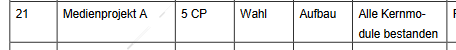 21 Medienprojekt A 5 CP Wahl Aufbau Alle Kernmo-
dule bestanden